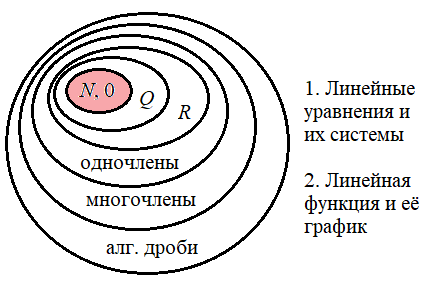 N, 0
Q
R
одночлены
многочлены
алг. дроби
1. Линейные
уравнения и
их системы
2. Линейная
функция и её
график